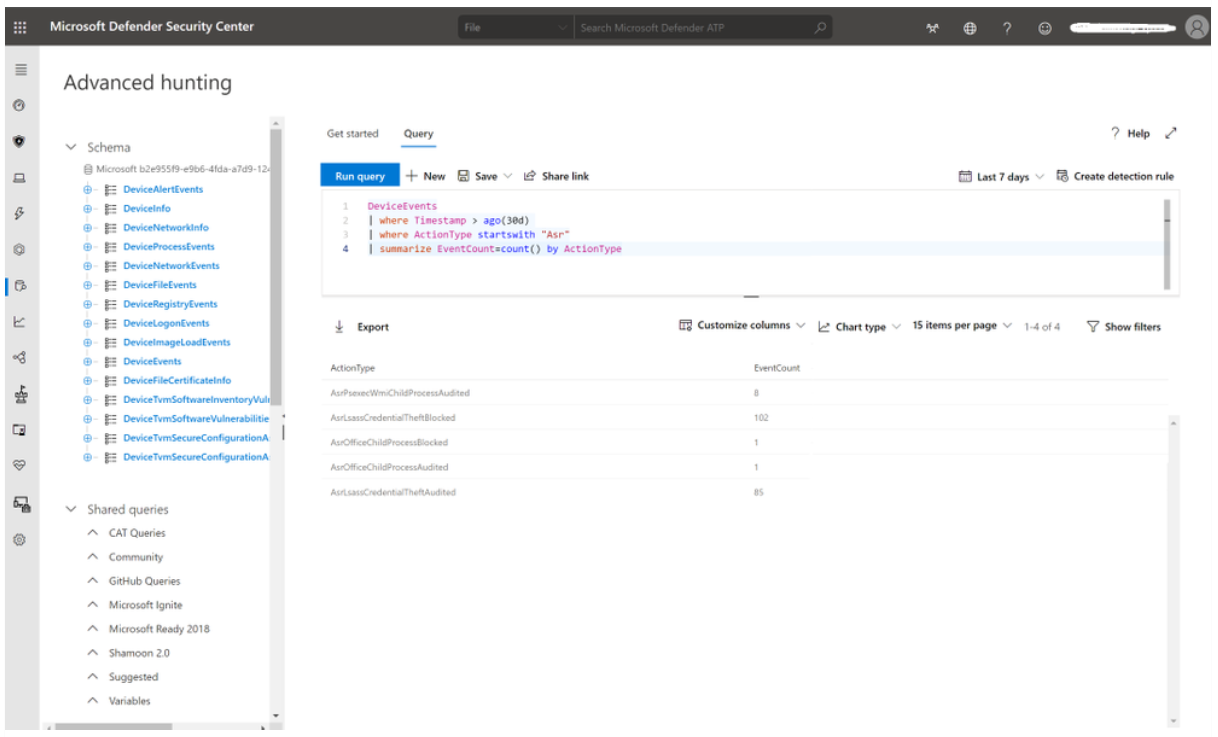 Microsoft Defender Security Center
File
Search Microsoft Defender ATP
?
Advanced hunting
Schema
Microsoft b2e955f9-e9b6-4fda-a7d9-124
DeviceAlertEvents
DeviceInfo
DeviceNetworkInfo
DeviceProcessEvents
DeviceNetworkEvents
DeviceFileEvents
DeviceRegistryEvents
DeviceLogonEvents
DeviceImageLoadEvents
DeviceEvents
DeviceFileCertificateInfo
DeviceTvmSoftwareInventoryVuln
DeviceTvmSoftwareVulnerabilitie
DeviceTvmSecureConfigurationA
DeviceTvmSecureConfigurationA
Shared queries
CAT Queries
Community
GitHub Queries
Microsoft Ignite
Microsoft Ready 2018
Shamoon 2.0
Suggested
Variables
Get started Query
? Help
Run query New Save Share link
Last 7 days Create detection rule
1 DeviceEvents
2 | where Timestamp > ago(30d)
3 | where ActionType startswith "Asr"
4 | summarize EventCount=count() by ActionType
Export
Customize columns Chart type 15 items per page 1-4 of 4 Show filters
ActionType EventCount
AsrPsexecWmiChildProcessAudited 8
AsrLsassCredentialTheftBlocked 102
AsrOfficeChildProcessBlocked 1
AsrOfficeChildProcessAudited 1
AsrLsassCredentialTheftAudited 85